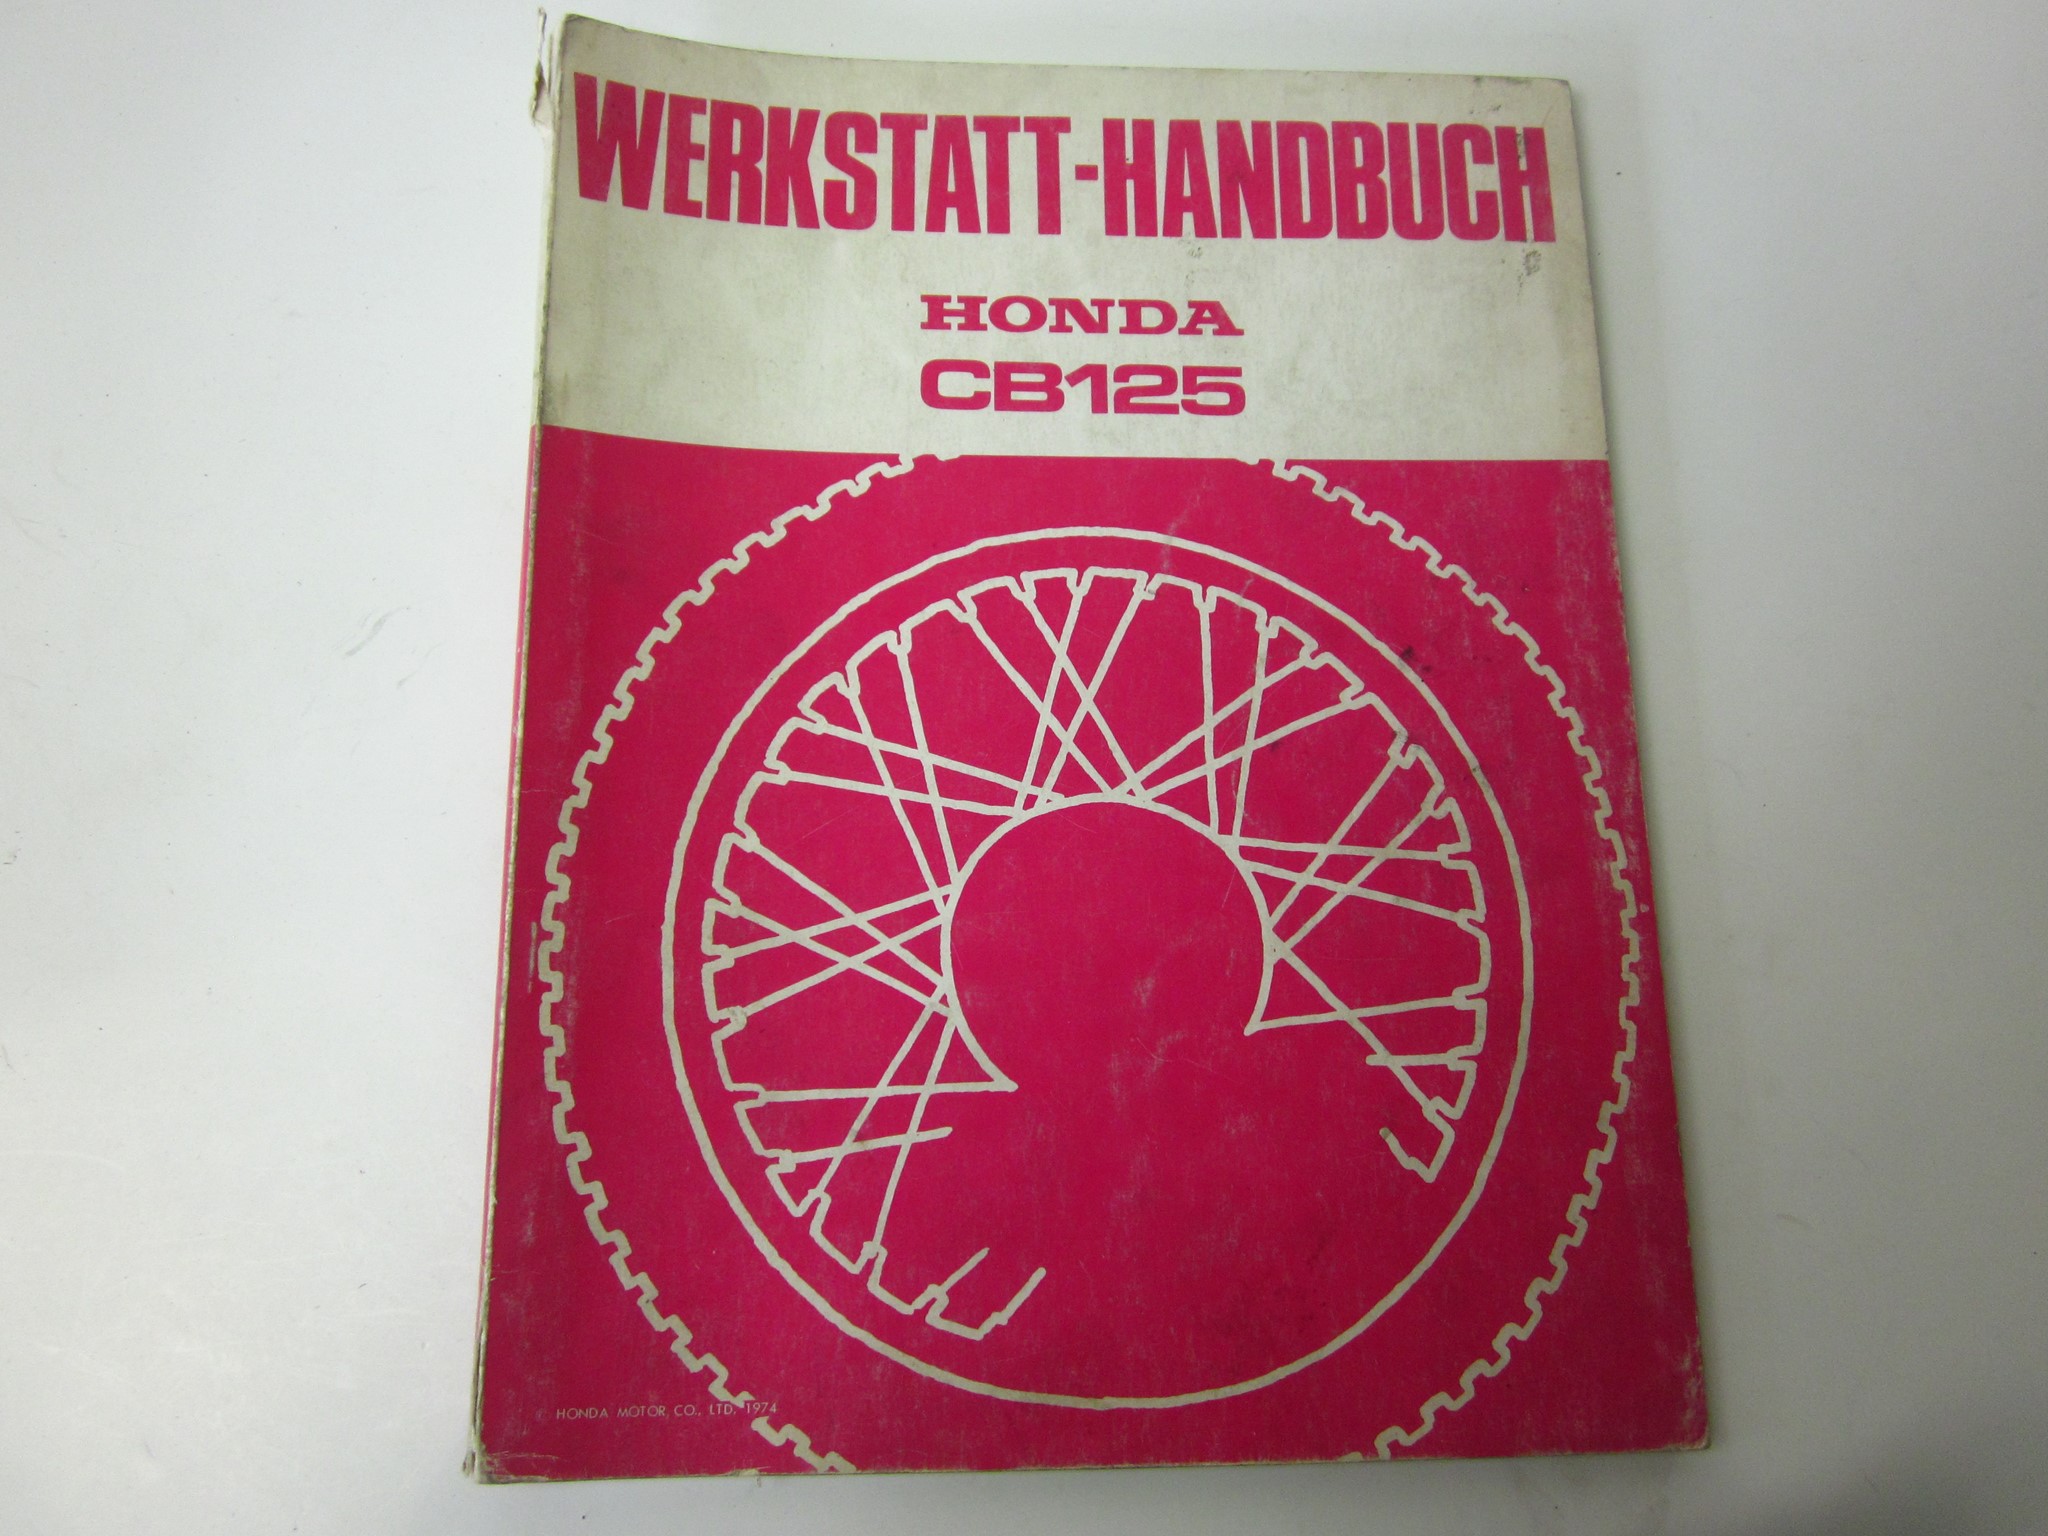 WERKSTATT-HANDBUCH
HONDA
CB125
© HONDA MOTOR CO., LTD. 1974